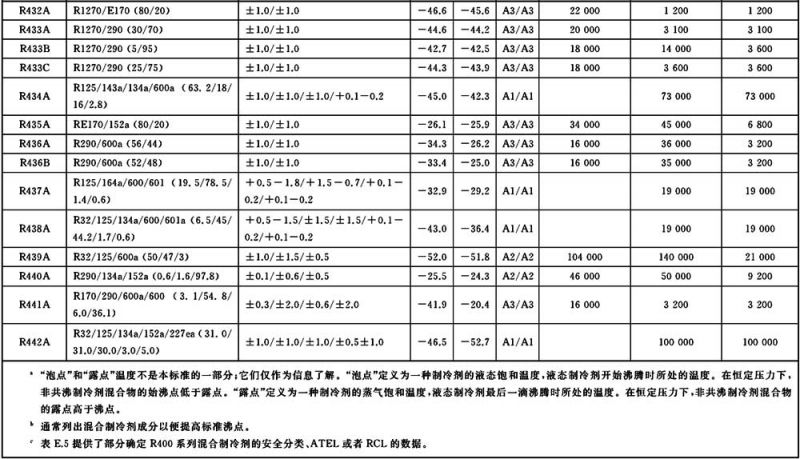 R432A R1270/E170 (80/20) ±1.0/±1.0 −46.6 −45.6 A3/A3 22 000 1 200 1 200
R433A R1270/290 (30/70) ±1.0/±1.0 −44.6 −44.2 A3/A3 20 000 3 100 3 100
R433B R1270/290 (5/95) ±1.0/±1.0 −42.7 −42.5 A3/A3 18 000 14 000 3 600
R433C R1270/290 (25/75) ±1.0/±1.0 −44.3 −43.9 A3/A3 18 000 3 600 3 600
R434A R125/143a/134a/600a (63.2/18/
16/2.8) ±1.0/±1.0/±1.0/+0.1−0.2 −45.0 −42.3 A1/A1 73 000 73 000
R435A RE170/152a (80/20) ±1.0/±1.0 −26.1 −25.9 A3/A3 34 000 45 000 6 800
R436A R290/600a (56/44) ±1.0/±1.0 −34.3 −26.2 A3/A3 16 000 36 000 3 200
R436B R290/600a (52/48) ±1.0/±1.0 −33.4 −25.0 A3/A3 16 000 35 000 3 200
R437A R125/164a/600/601 (19.5/78.5/
1.4/0.6) +0.5−1.8/+1.5−0.7/+0.1−
0.2/+0.1−0.2 −32.9 −29.2 A1/A1 19 000 19 000
R438A R32/125/134a/600/601a (6.5/45/
44.2/1.7/0.6) +0.5−1.5/±1.5/±1.5/+0.1−
0.2/+0.1−0.2 −43.0 −36.4 A1/A1 19 000 19 000
R439A R32/125/600a (50/47/3) ±1.0/±1.5/±0.5 −52.0 −51.8 A2/A2 104 000 140 000 21 000
R440A R290/134a/152a (0.6/1.6/97.8) ±0.1/±0.6/±0.5 −25.5 −24.3 A2/A2 46 000 50 000 9 200
R441A R170/290/600a/600 (3.1/54.8/
6.0/36.1) ±0.3/±2.0/±0.6/±2.0 −41.9 −20.4 A3/A3 16 000 3 200 3 200
R442A R32/125/134a/152a/227ea(31.0/
31.0/30.0/3.0/5.0) ±1.0/±1.0/±1.0/±0.5±1.0 −46.5 −52.7 A1/A1 100 000 100 000
a “泡点”和“露点”温度不是本标准的一部分；它们仅作为信息了解。“泡点”定义为一种制冷剂的液态饱和温度，液态制冷剂开始沸腾时所处的温度。在恒定压力下，
非共沸制冷剂混合物的始沸点低于露点。“露点”定义为一种制冷剂的蒸气饱和温度，液态制冷剂最后一滴沸腾时所处的温度。在恒定压力下，非共沸制冷剂混合物
的露点高于沸点。
b 通常列出混合制冷剂成分以便提高标准沸点。
c 表 E.5 提供了部分确定 R400 系列混合制冷剂的安全分类、ATEL 或者 RCL 的数据。